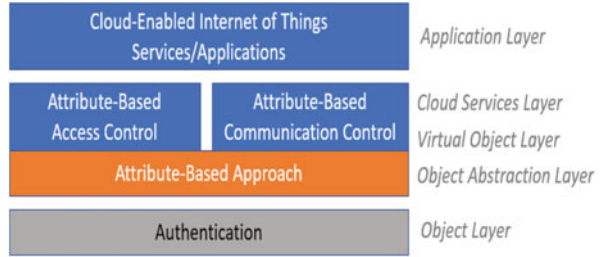 Cloud-Enabled Internet of Things
Services/Applications
Application Layer
Attribute-Based
Access Control
Attribute-Based
Communication Control
Cloud Services Layer
Virtual Object Layer
Attribute-Based Approach
Object Abstraction Layer
Authentication
Object Layer